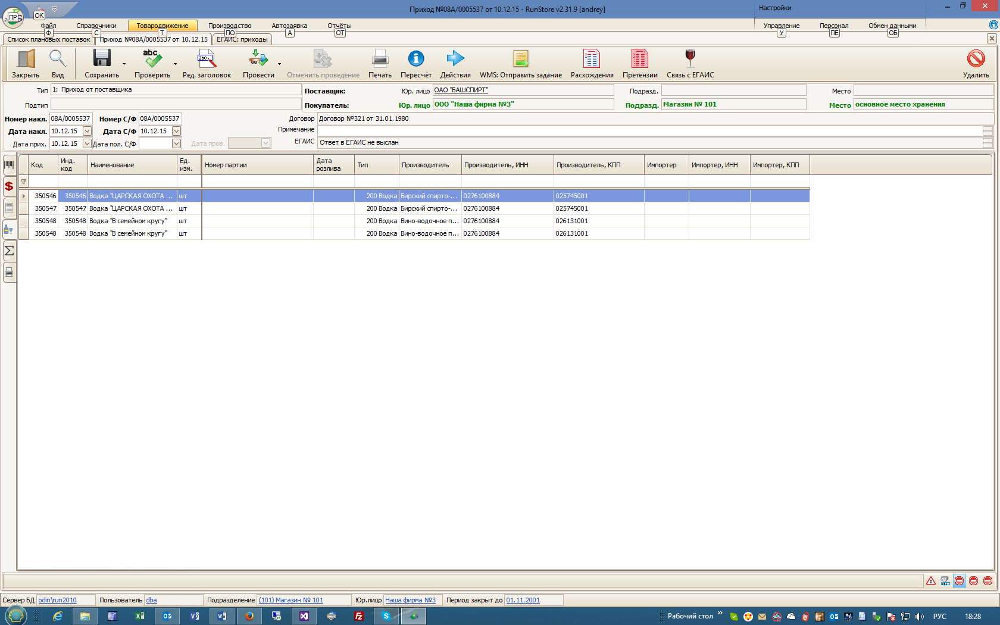 Приход №08А/0005537 от 10.12.15 - RunStore v2.31.9 [andrey]
Настройки
ПР
ОК
Файл Справочники Товародвижение Производство Автозаявка Отчёты Управление Персонал Обмен данными
Ф С Т ПО А ОТ У ПЕ ОБ
Список плановых поставок Приход №08А/0005537 от 10.12.15 ЕГАИС: приходы
Закрыть Вид Сохранить Проверить Ред. заголовок Провести Отменить проведение Печать Пересчёт Действия WMS: Отправить задание Расхождения Претензии Связь с ЕГАИС Удалить
Тип 1: Приход от поставщика Поставщик: Юр. лицо ОАО "БАШСПИРТ" Подразд. Место
Подтип Покупатель: Юр. лицо ООО "Наша фирма №3" Подразд. Магазин № 101 Место основное место хранения
Номер накл. 08А/0005537 Номер С/Ф 08А/0005537 Договор Договор №321 от 31.01.1980
Дата накл. 10.12.15 Дата С/Ф 10.12.15 Примечание
Дата прих. 10.12.15 Дата пол. С/Ф Дата пров. ЕГАИС Ответ в ЕГАИС не выслан
Код Инд. код Наименование Ед. изм. Номер партии Дата розлива Тип Производитель Производитель, ИНН Производитель, КПП Импортер Импортер, ИНН Импортер, КПП
350546 350546 Водка "ЦАРСКАЯ ОХОТА ... шт 200 Водка Бирский спирто-... 0276100884 025745001
350547 350547 Водка "ЦАРСКАЯ ОХОТА ... шт 200 Водка Бирский спирто-... 0276100884 025745001
350548 350548 Водка "В семейном кругу" шт 200 Водка Вино-водочное п... 0276100884 026131001
350548 350548 Водка "В семейном кругу" шт 200 Водка Вино-водочное п... 0276100884 026131001
Сервер БД odin\run2010 Пользователь dba Подразделение (101) Магазин № 101 Юр.лицо Наша фирма №3 Период закрыт до 01.11.2001
Рабочий стол РУС 18:28